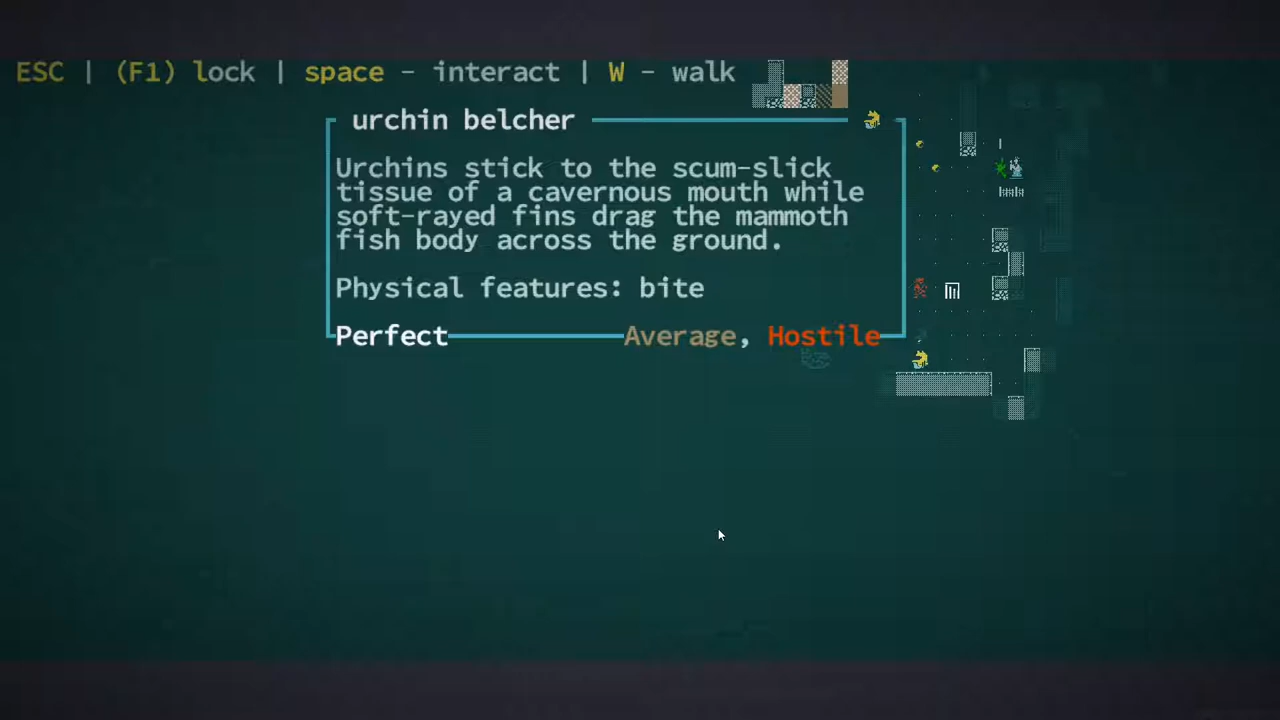 ESC | (F1) lock | space - interact | W - walk
urchin belcher
Urchins stick to the scum-slick
tissue of a cavernous mouth while
soft-rayed fins drag the mammoth
fish body across the ground.
Physical features: bite
Perfect Average, Hostile